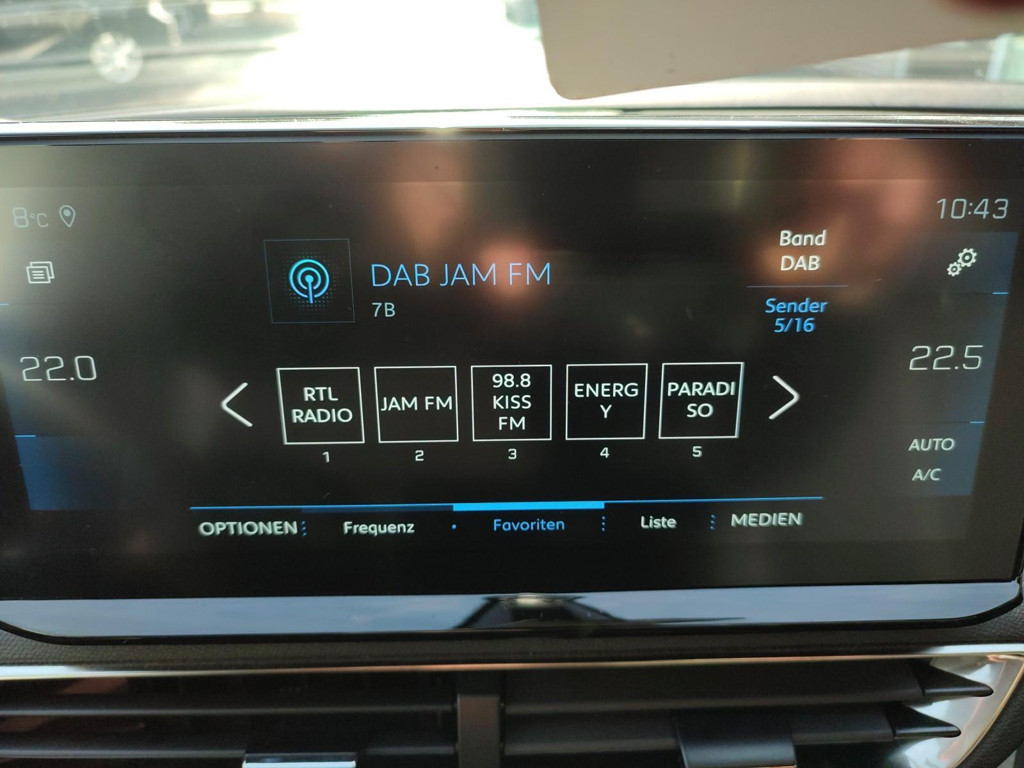 8°C
10:43
Band
DAB
DAB JAM FM
7B
Sender
5/16
22.0
22.5
RTL
RADIO
JAM FM
98.8
KISS
FM
ENERG
Y
PARADI
SO
1
2
3
4
5
AUTO
A/C
OPTIONEN
Frequenz
Favoriten
Liste
MEDIEN